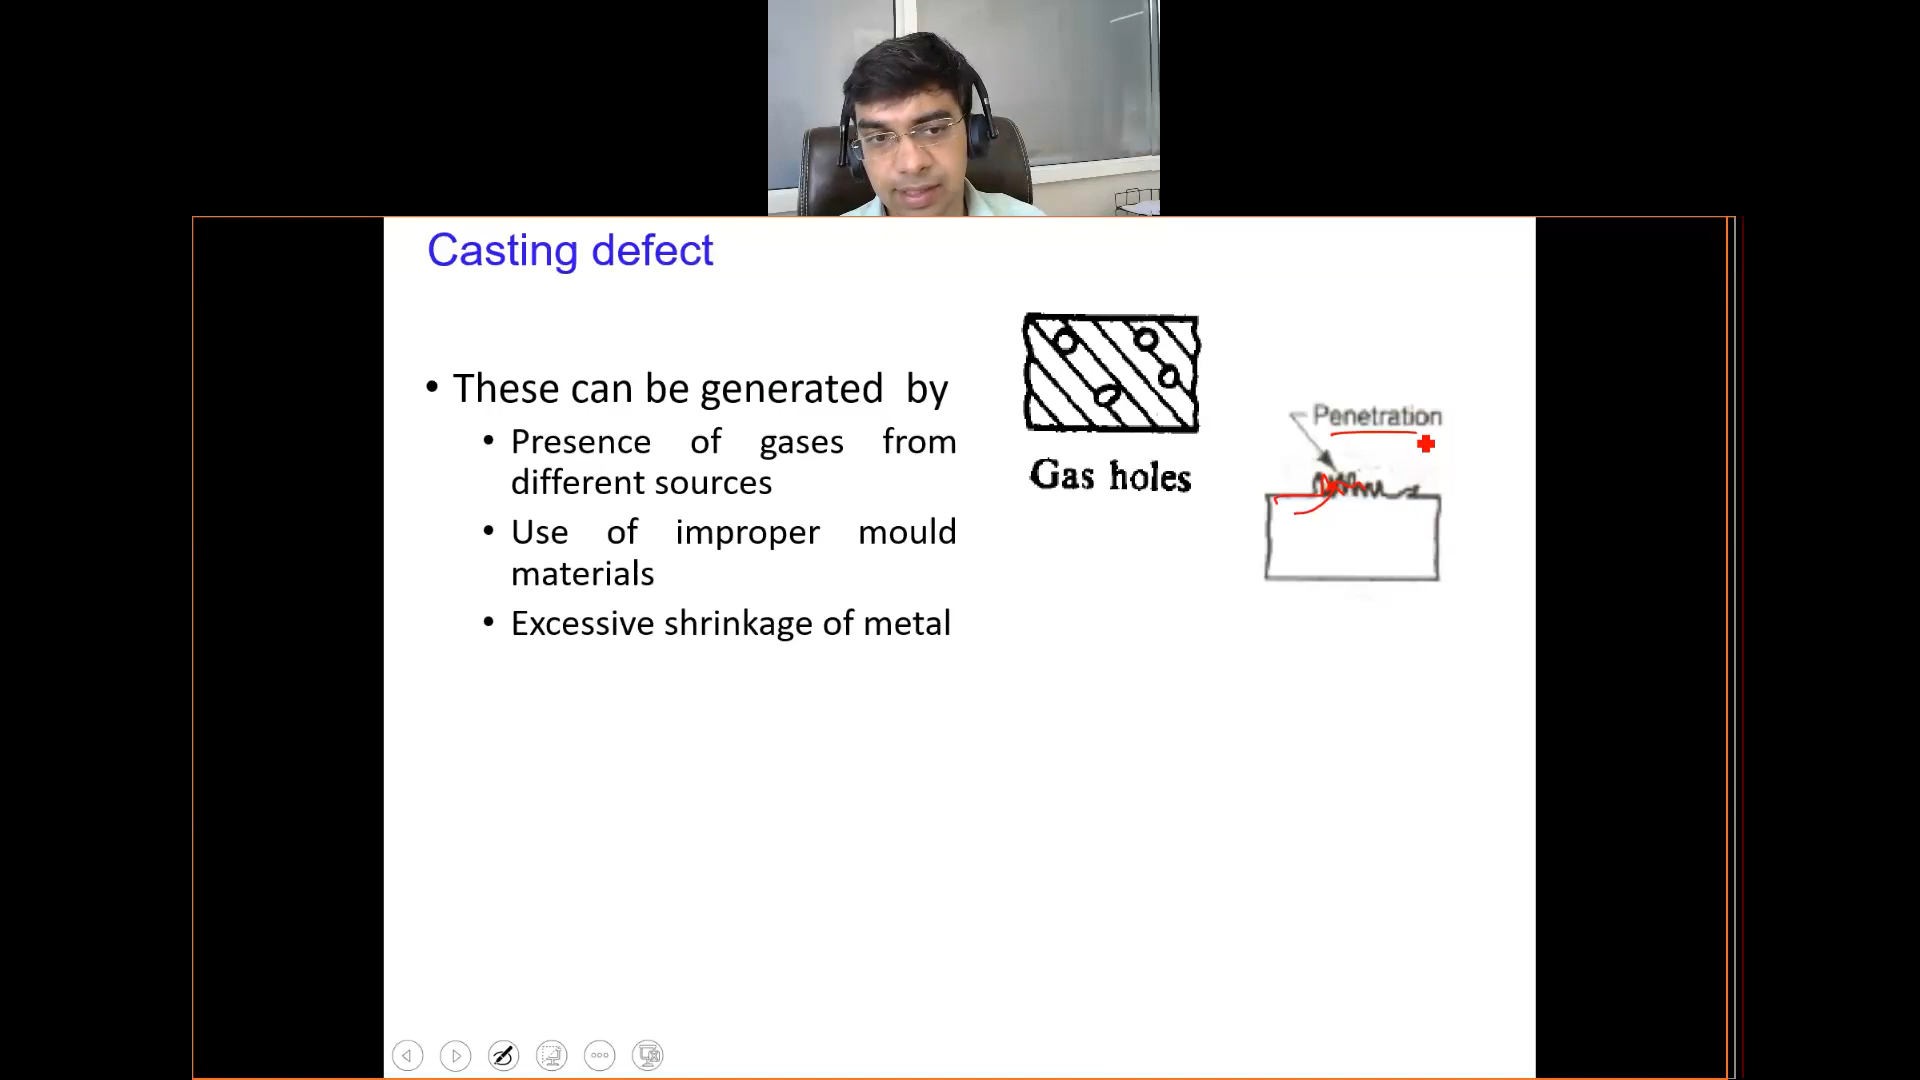 Casting defect
• These can be generated by
• Presence of gases from
different sources
• Use of improper mould
materials
• Excessive shrinkage of metal
Gas holes
Penetration